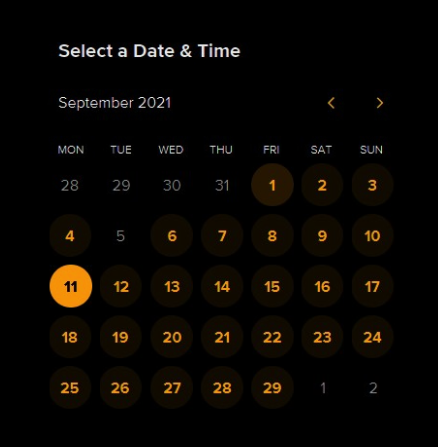 Select a Date & Time
September 2021
MON TUE WED THU FRI SAT SUN
28 29 30 31 1 2 3
4 5 6 7 8 9 10
11 12 13 14 15 16 17
18 19 20 21 22 23 24
25 26 27 28 29 1 2